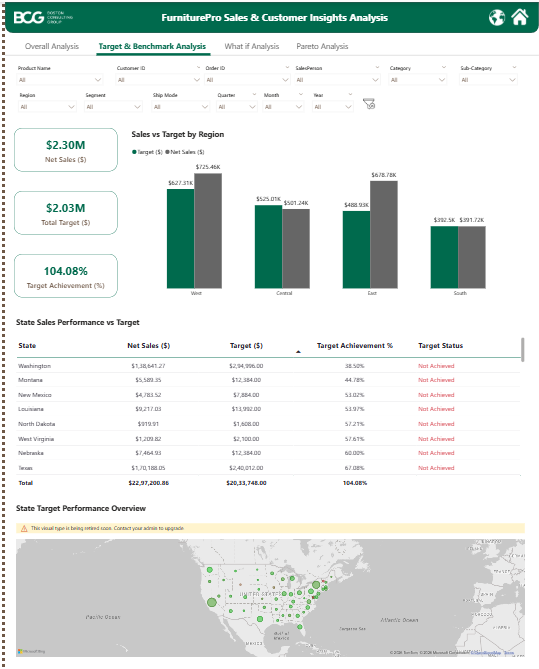 BCG BOSTON
CONSULTING
GROUP
FurniturePro Sales & Customer Insights Analysis
Overall Analysis Target & Benchmark Analysis What if Analysis Pareto Analysis
Product Name Customer ID Order ID SalesPerson Category Sub-Category
All All All All All All
Region Segment Ship Mode Quarter Month Year
All All All All All All
$2.30M
Net Sales ($)
$2.03M
Total Target ($)
104.08%
Target Achievement (%)
Sales vs Target by Region
Target ($) Net Sales ($)
$627.31K $725.46K $525.01K $501.24K $488.93K $678.78K $392.5K $391.72K
West Central East South
State Sales Performance vs Target
State Net Sales ($) Target ($) Target Achievement % Target Status
Washington $1,38,641.27 $2,94,996.00 38.50% Not Achieved
Montana $5,589.35 $12,384.00 44.78% Not Achieved
New Mexico $4,783.52 $7,884.00 53.02% Not Achieved
Louisiana $9,217.03 $13,992.00 53.97% Not Achieved
North Dakota $919.91 $1,608.00 57.21% Not Achieved
West Virginia $1,209.82 $2,100.00 57.61% Not Achieved
Nebraska $7,464.93 $12,384.00 60.00% Not Achieved
Texas $1,70,188.05 $2,40,012.00 67.08% Not Achieved
Total $22,97,200.86 $20,33,748.00 104.08%
State Target Performance Overview
This visual type is being retired soon. Contact your admin to upgrade
UNITED STATES
Pacific Ocean
Atlantic Ocean
MEXICO
Gulf of
Sargasso Sea
ALGERIA
Microsoft Bing